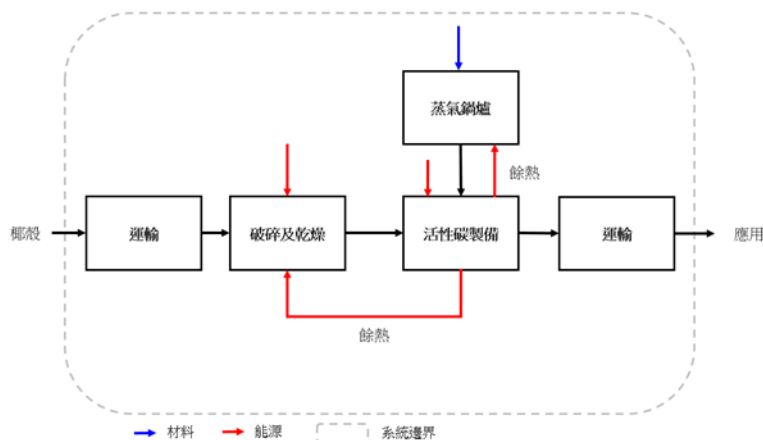 蒸氣鍋爐
餘熱
椰殼
運輸
破碎及乾燥
活性碳製備
運輸
應用
餘熱
材料
能源
系統邊界